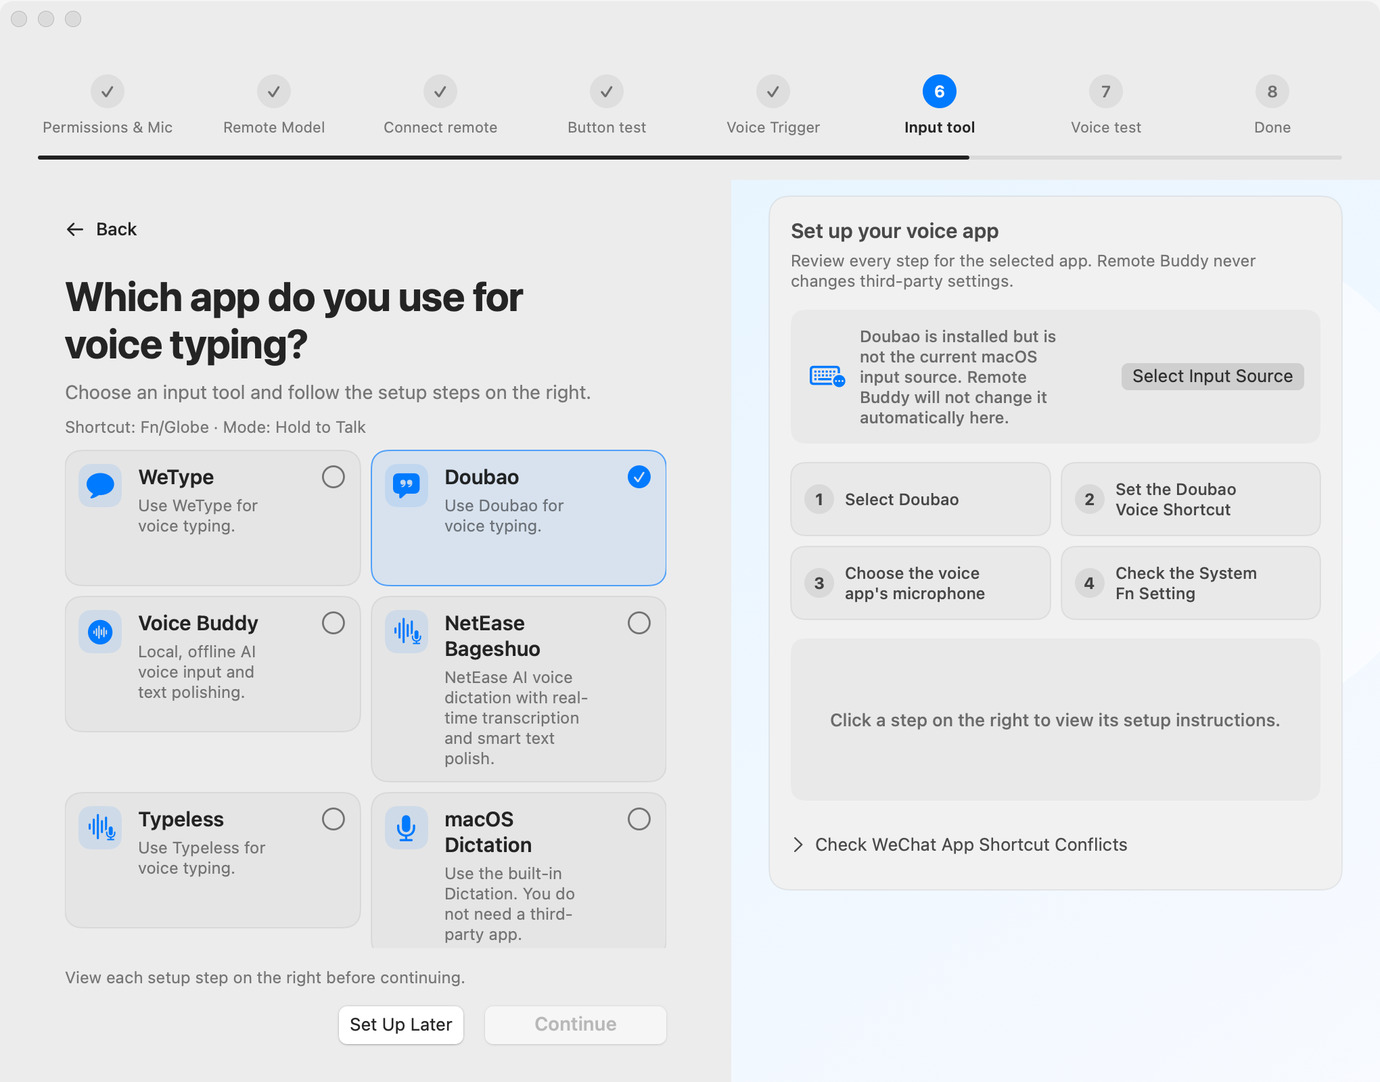 Permissions & Mic
Remote Model
Connect remote
Button test
Voice Trigger
6
Input tool
7
Voice test
8
Done
Back
Which app do you use for
voice typing?
Choose an input tool and follow the setup steps on the right.
Shortcut: Fn/Globe · Mode: Hold to Talk
WeType
Use WeType for
voice typing.
Doubao
Use Doubao for
voice typing.
Voice Buddy
Local, offline AI
voice input and
text polishing.
NetEase
Bageshuo
NetEase AI voice
dictation with real-
time transcription
and smart text
polish.
Typeless
Use Typeless for
voice typing.
macOS
Dictation
Use the built-in
Dictation. You do
not need a third-
party app.
View each setup step on the right before continuing.
Set Up Later
Continue
Set up your voice app
Review every step for the selected app. Remote Buddy never
changes third-party settings.
Doubao is installed but is
not the current macOS
input source. Remote
Buddy will not change it
automatically here.
Select Input Source
1
Select Doubao
2
Set the Doubao
Voice Shortcut
3
Choose the voice
app's microphone
4
Check the System
Fn Setting
Click a step on the right to view its setup instructions.
Check WeChat App Shortcut Conflicts